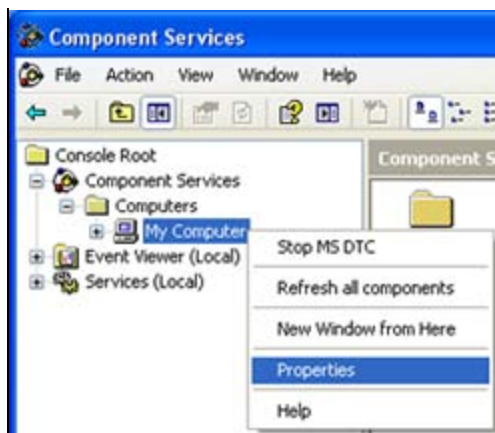 Component Services
File Action View Window Help
Console Root
Component Services
Computers
My Computer
Event Viewer (Local)
Services (Local)
Component S
Stop MS DTC
Refresh all components
New Window from Here
Properties
Help